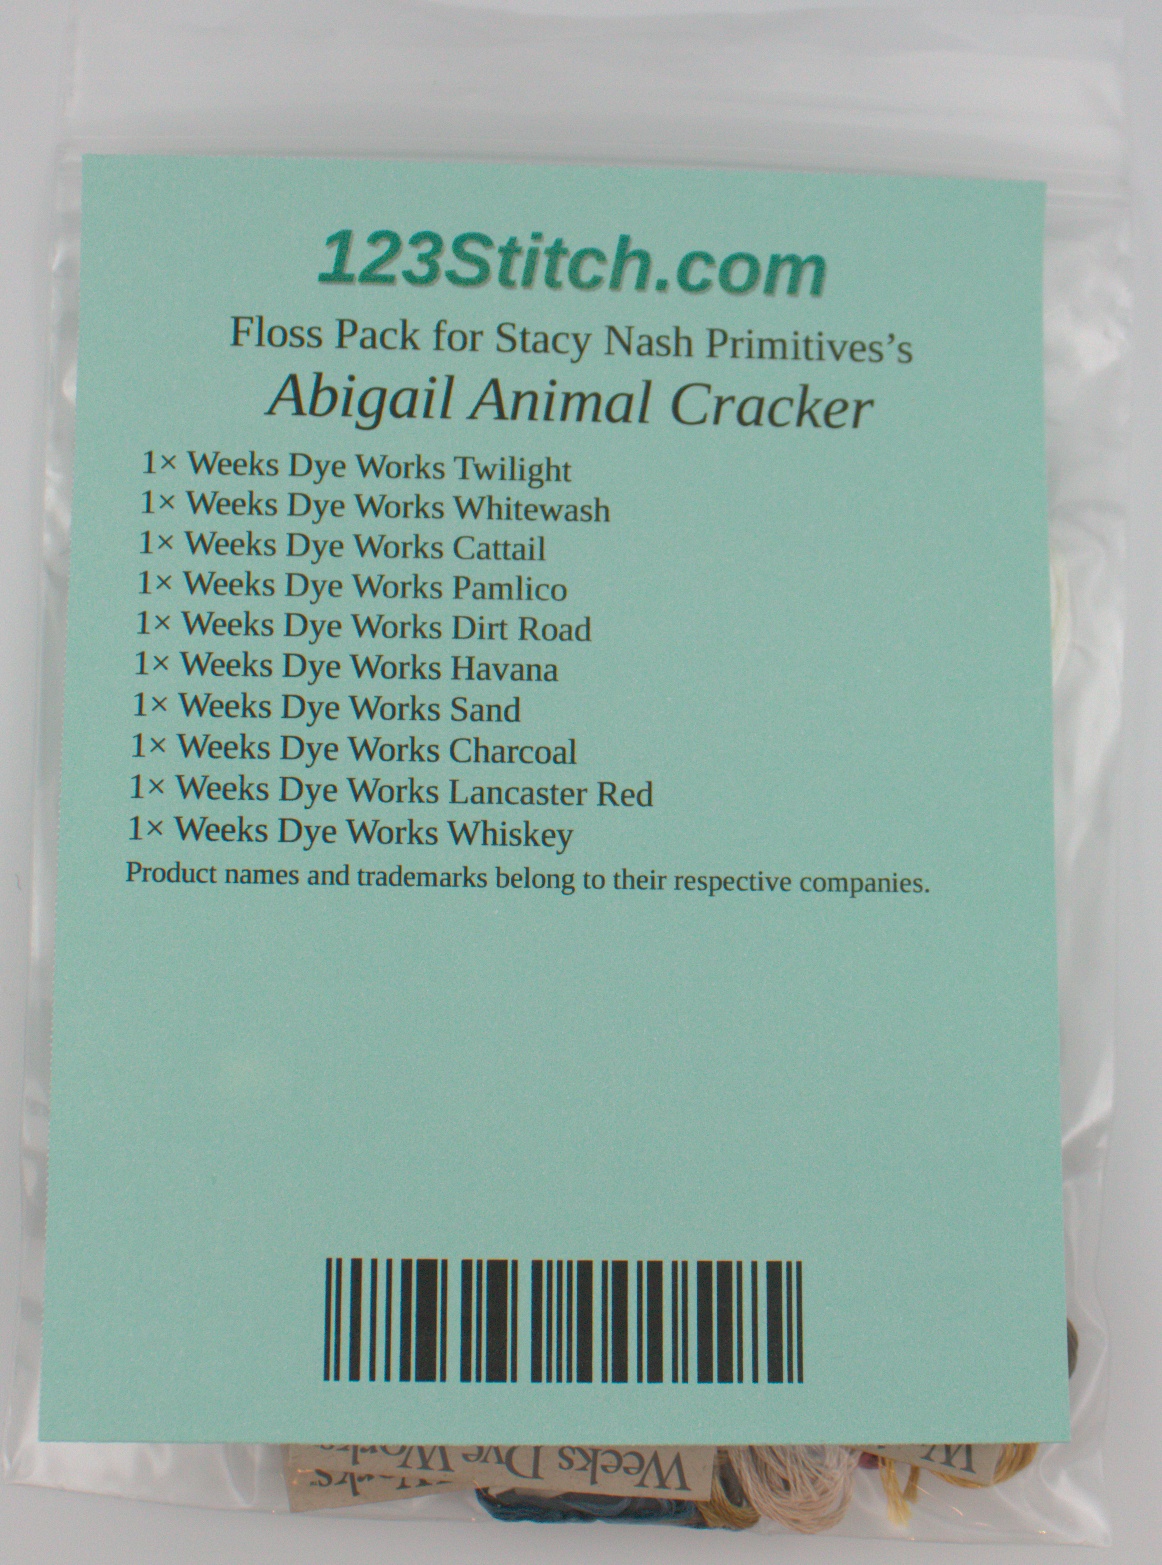 123Stitch.com
Floss Pack for Stacy Nash Primitives’s
Abigail Animal Cracker
1× Weeks Dye Works Twilight
1× Weeks Dye Works Whitewash
1× Weeks Dye Works Cattail
1× Weeks Dye Works Pamlico
1× Weeks Dye Works Dirt Road
1× Weeks Dye Works Havana
1× Weeks Dye Works Sand
1× Weeks Dye Works Charcoal
1× Weeks Dye Works Lancaster Red
1× Weeks Dye Works Whiskey
Product names and trademarks belong to their respective companies.
Weeks Dye Works